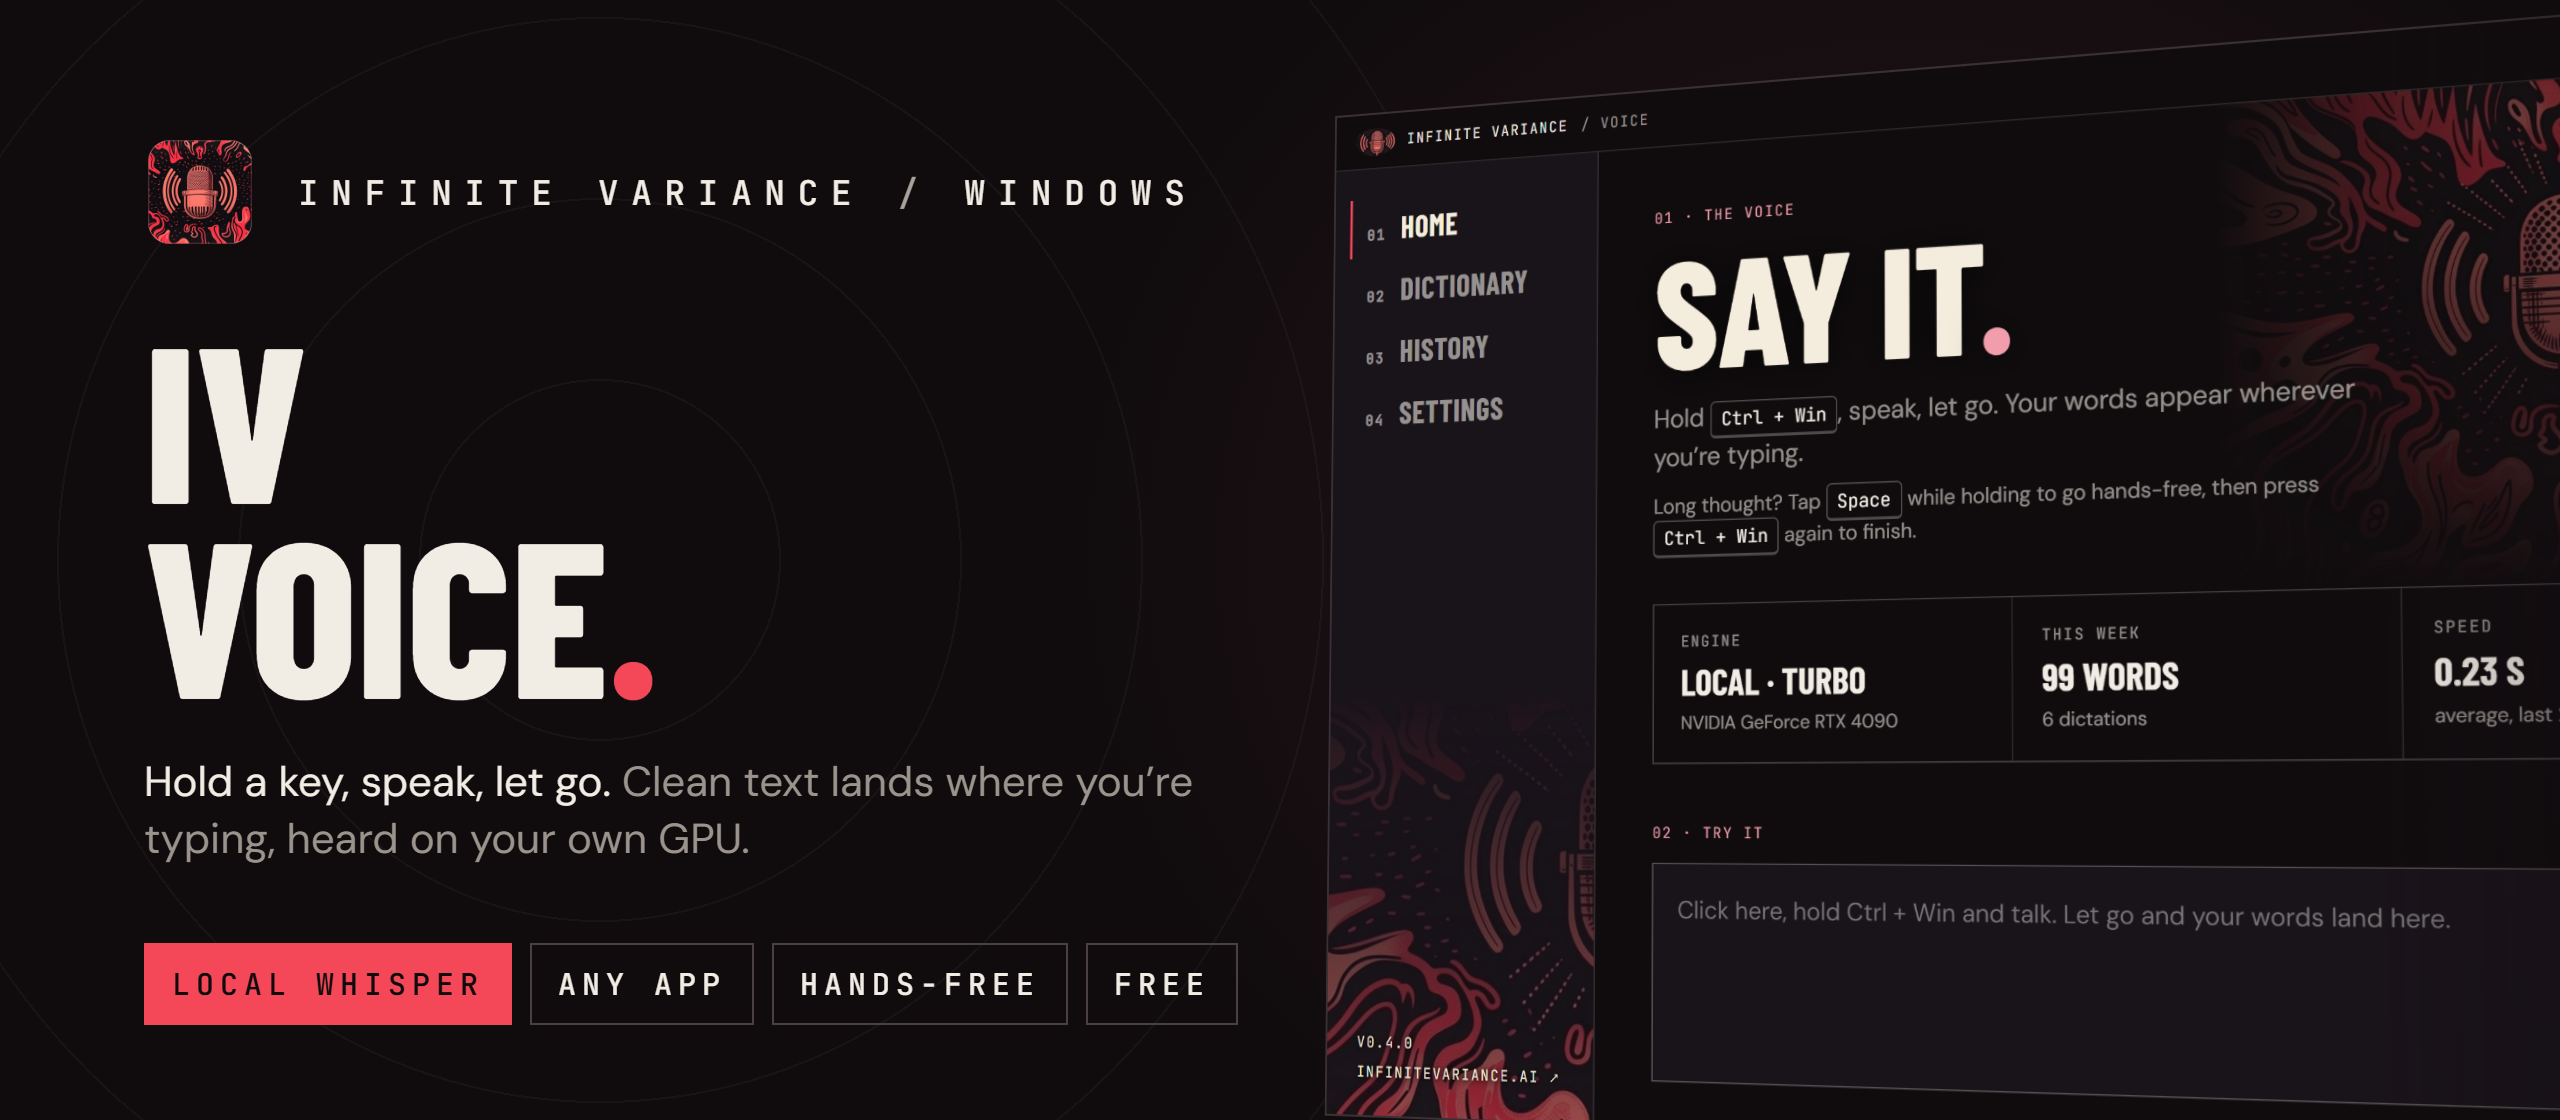 INFINITE VARIANCE / WINDOWS
IV
VOICE.
Hold a key, speak, let go. Clean text lands where you’re
typing, heard on your own GPU.
LOCAL WHISPER
ANY APP
HANDS-FREE
FREE
INFINITE VARIANCE / VOICE
01 HOME
02 DICTIONARY
03 HISTORY
04 SETTINGS
V0.4.0
INFINITEVARIANCE.AI ↗
01 · THE VOICE
SAY IT.
Hold Ctrl + Win, speak, let go. Your words appear wherever
you’re typing.
Long thought? Tap Space while holding to go hands-free, then press
Ctrl + Win again to finish.
ENGINE
LOCAL · TURBO
NVIDIA GeForce RTX 4090
THIS WEEK
99 WORDS
6 dictations
SPEED
0.23 S
average, last
02 · TRY IT
Click here, hold Ctrl + Win and talk. Let go and your words land here.